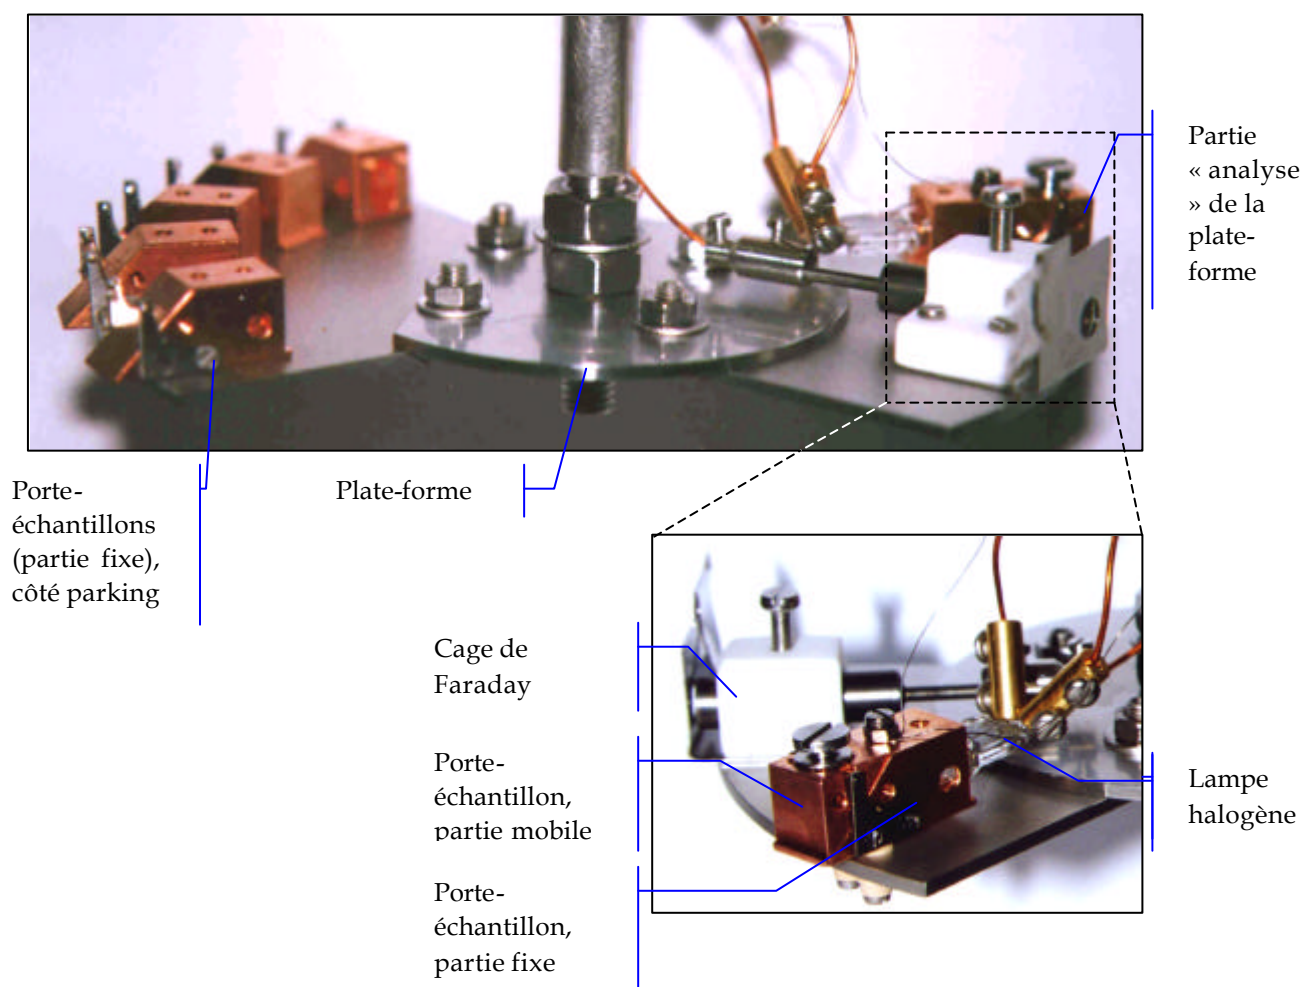 Partie
« analyse
» de la
plate-
forme
Porte-
échantillons
(partie fixe),
côté parking
Plate-forme
Cage de
Faraday
Porte-
échantillon,
partie mobile
Porte-
échantillon,
partie fixe
Lampe
halogène